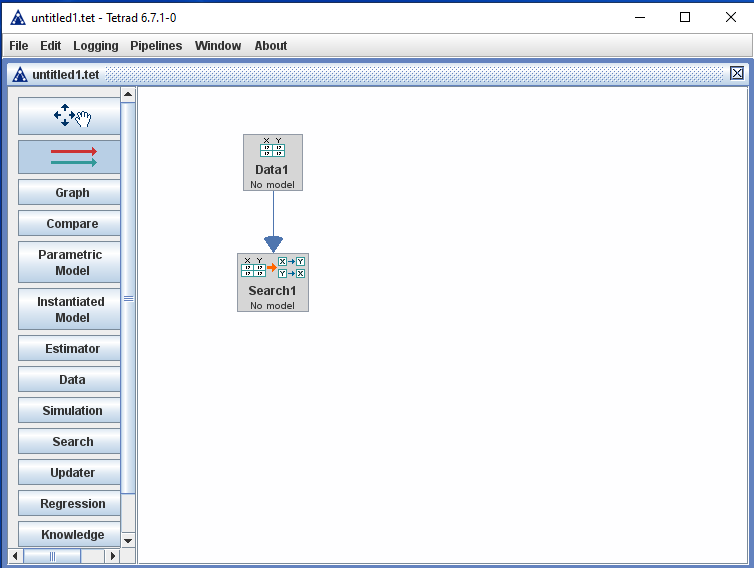 untitled1.tet - Tetrad 6.7.1-0
File Edit Logging Pipelines Window About
untitled1.tet
Graph
Compare
Parametric
Model
Instantiated
Model
Estimator
Data
Simulation
Search
Updater
Regression
Knowledge
X Y
Data1
No model
X Y
X Y
Y X
Search1
No model